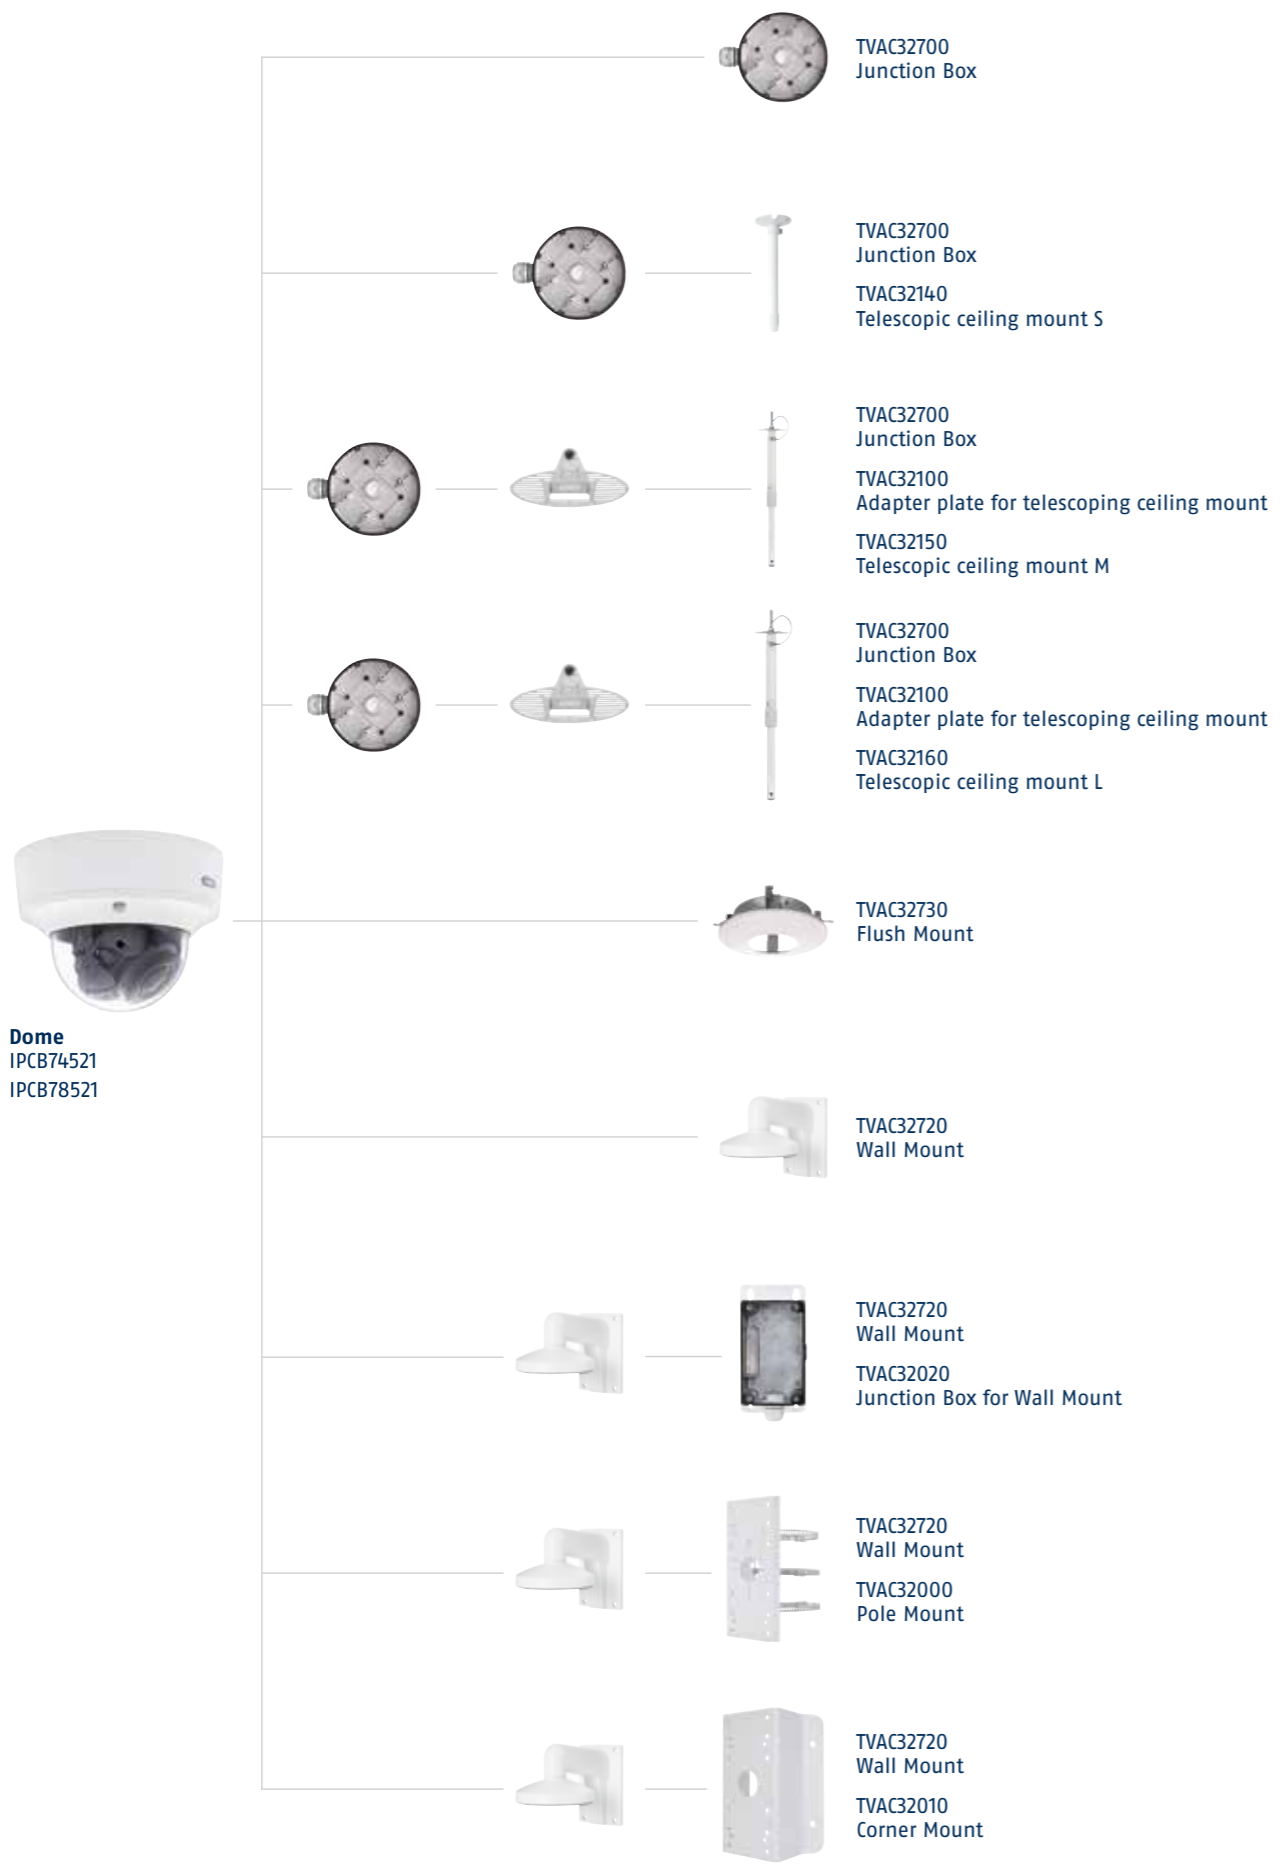 TVAC32700
Junction Box
TVAC32700
Junction Box
TVAC32140
Telescopic ceiling mount S
TVAC32700
Junction Box
TVAC32100
Adapter plate for telescoping ceiling mount
TVAC32150
Telescopic ceiling mount M
TVAC32700
Junction Box
TVAC32100
Adapter plate for telescoping ceiling mount
TVAC32160
Telescopic ceiling mount L
Dome
IPCB74521
IPCB78521
TVAC32730
Flush Mount
TVAC32720
Wall Mount
TVAC32720
Wall Mount
TVAC32020
Junction Box for Wall Mount
TVAC32720
Wall Mount
TVAC32000
Pole Mount
TVAC32720
Wall Mount
TVAC32010
Corner Mount